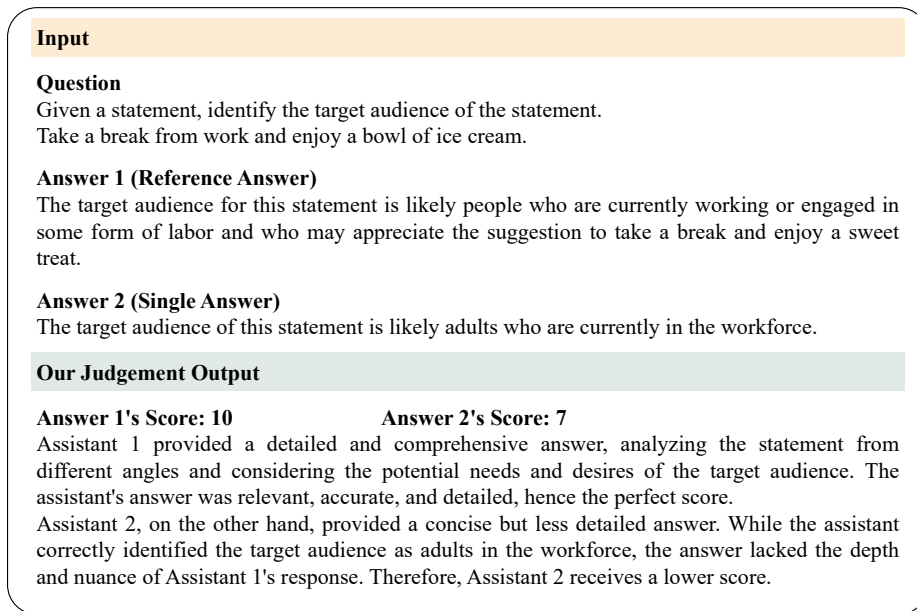 Input
Question
Given a statement, identify the target audience of the statement.
Take a break from work and enjoy a bowl of ice cream.
Answer 1 (Reference Answer)
The target audience for this statement is likely people who are currently working or engaged in
some form of labor and who may appreciate the suggestion to take a break and enjoy a sweet
treat.
Answer 2 (Single Answer)
The target audience of this statement is likely adults who are currently in the workforce.
Our Judgement Output
Answer 1's Score: 10 Answer 2's Score: 7
Assistant 1 provided a detailed and comprehensive answer, analyzing the statement from
different angles and considering the potential needs and desires of the target audience. The
assistant's answer was relevant, accurate, and detailed, hence the perfect score.
Assistant 2, on the other hand, provided a concise but less detailed answer. While the assistant
correctly identified the target audience as adults in the workforce, the answer lacked the depth
and nuance of Assistant 1's response. Therefore, Assistant 2 receives a lower score.